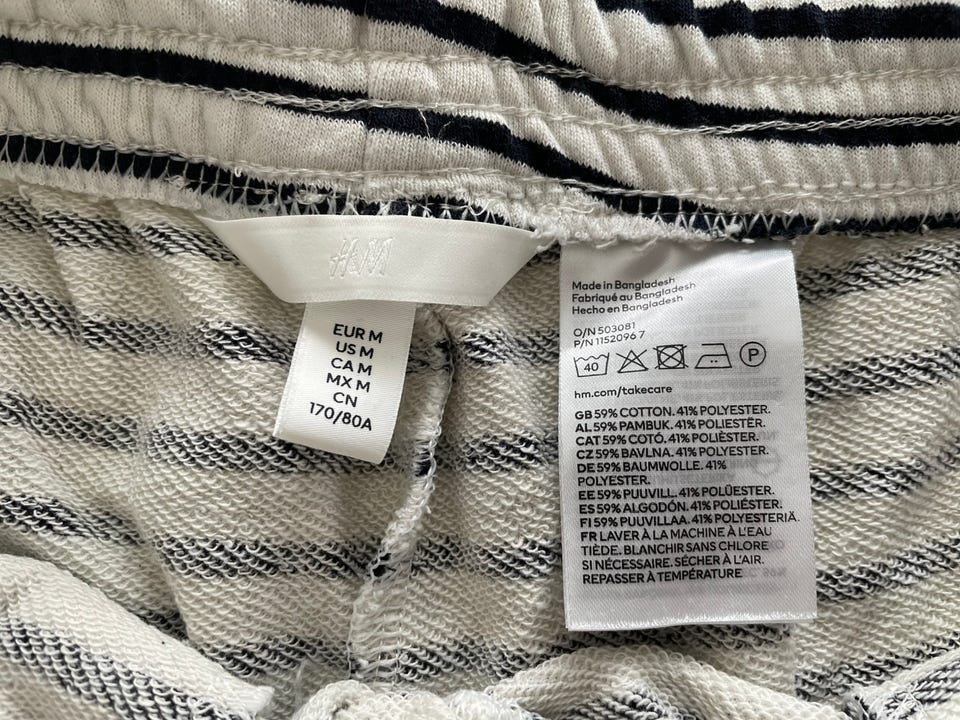 H&M
EUR M
US M
CA M
MX M
CN
170/80A
Made in Bangladesh
Fabriqué au Bangladesh
Hecho en Bangladesh
O/N 503081
P/N 1152096 7
40
P
hm.com/takecare
GB 59% COTTON. 41% POLYESTER.
AL 59% PAMBUK. 41% POLIESTËR.
CAT 59% COTÓ. 41% POLIÈSTER.
CZ 59% BAVLNA. 41% POLYESTER.
DE 59% BAUMWOLLE. 41%
POLYESTER.
EE 59% PUUVILL. 41% POLÜESTER.
ES 59% ALGODÓN. 41% POLIÉSTER.
FI 59% PUUVILLAA. 41% POLYESTERIÄ.
FR LAVER À LA MACHINE À L'EAU
TIÈDE. BLANCHIR SANS CHLORE
SI NÉCESSAIRE. SÉCHER À L'AIR.
REPASSER À TEMPÉRATURE